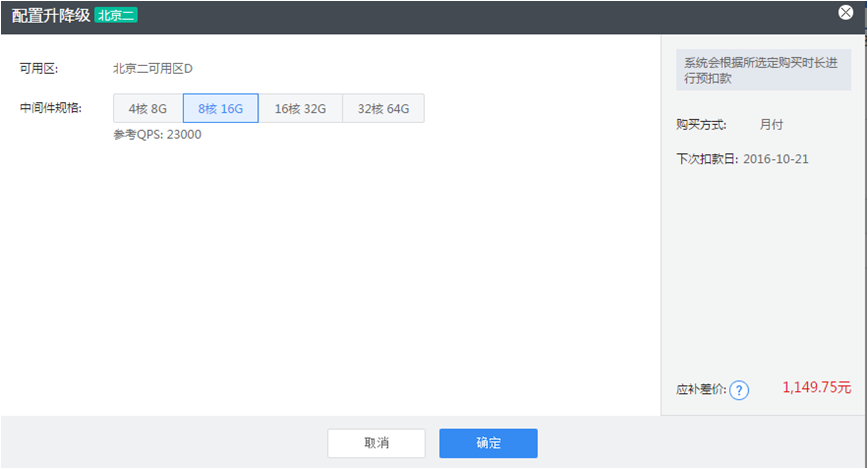 配置升降级 北京二
可用区: 北京二可用区D
中间件规格: 4核 8G 8核 16G 16核 32G 32核 64G
参考QPS: 23000
系统会根据所选定购买时长进
行预扣款
购买方式: 月付
下次扣款日: 2016-10-21
应补差价: ? 1,149.75元
取消 确定